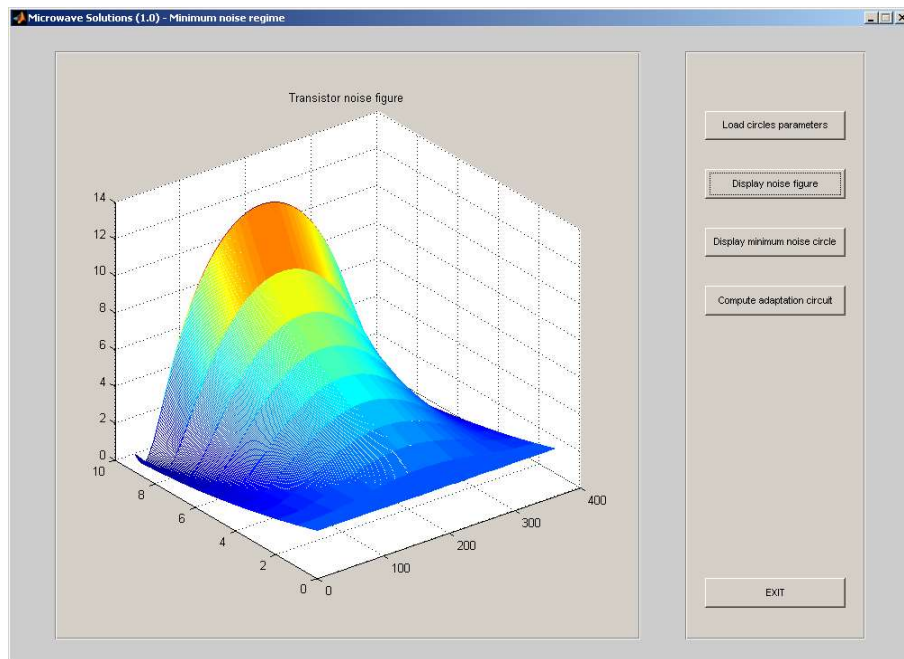 Microwave Solutions (1.0) - Minimum noise regime
Transistor noise figure
14
12
10
8
6
4
2
0
10
8
6
4
2
0
0
100
200
300
400
Load circles parameters
Display noise figure
Display minimum noise circle
Compute adaptation circuit
EXIT